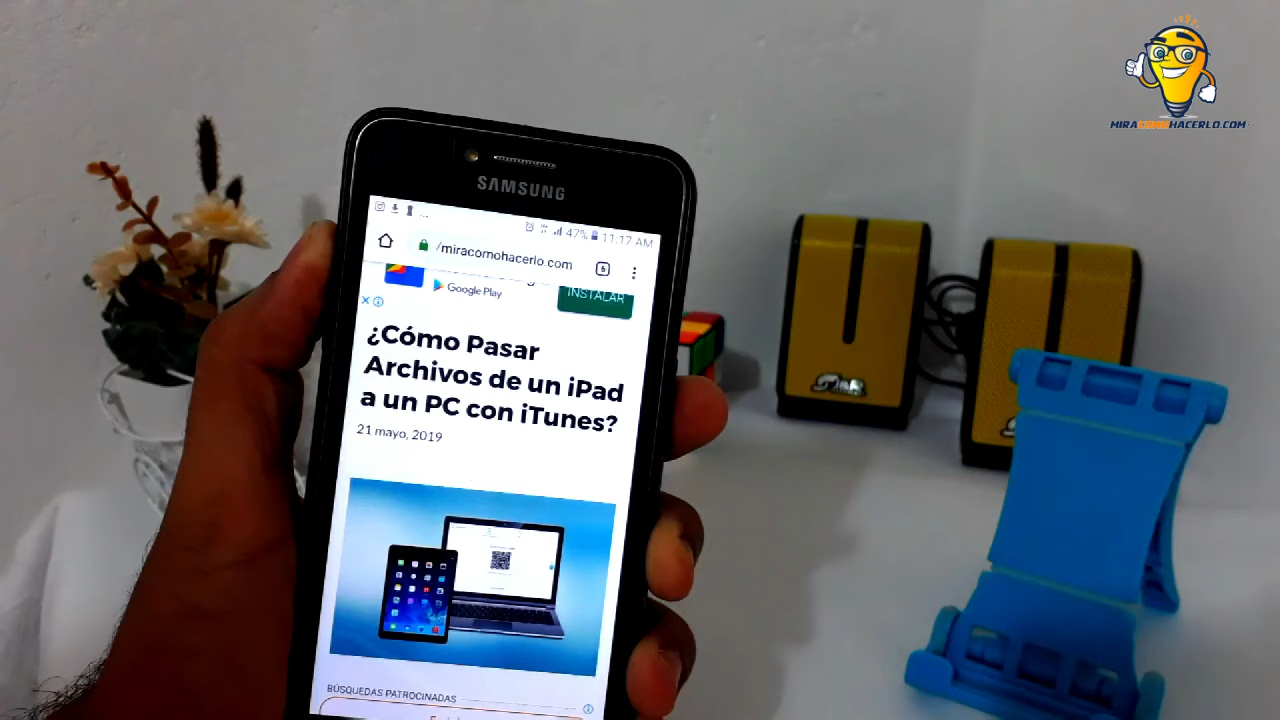 MIRACOMOHACERLO.COM
SAMSUNG
... 47% 11:17 AM
/miracomohacerlo.com
Google Play
INSTALAR
¿Cómo Pasar
Archivos de un iPad
a un PC con iTunes?
21 mayo, 2019
BÚSQUEDAS PATROCINADAS